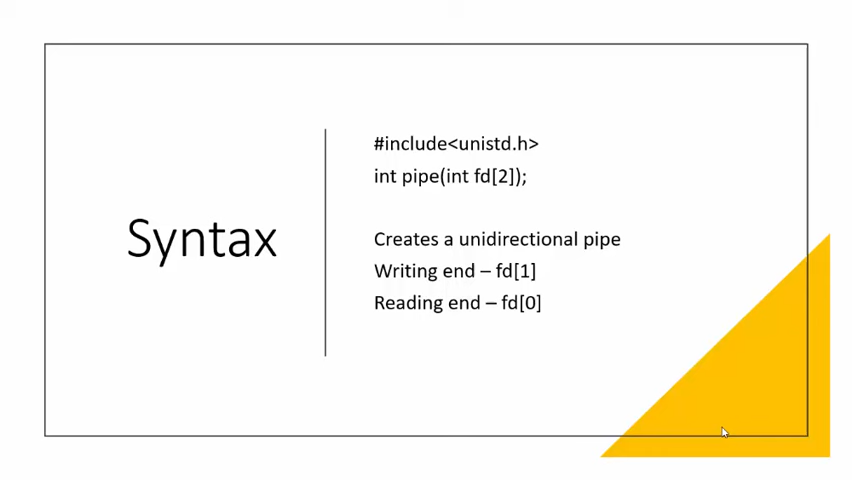 Syntax
#include<unistd.h>
int pipe(int fd[2]);
Creates a unidirectional pipe
Writing end – fd[1]
Reading end – fd[0]